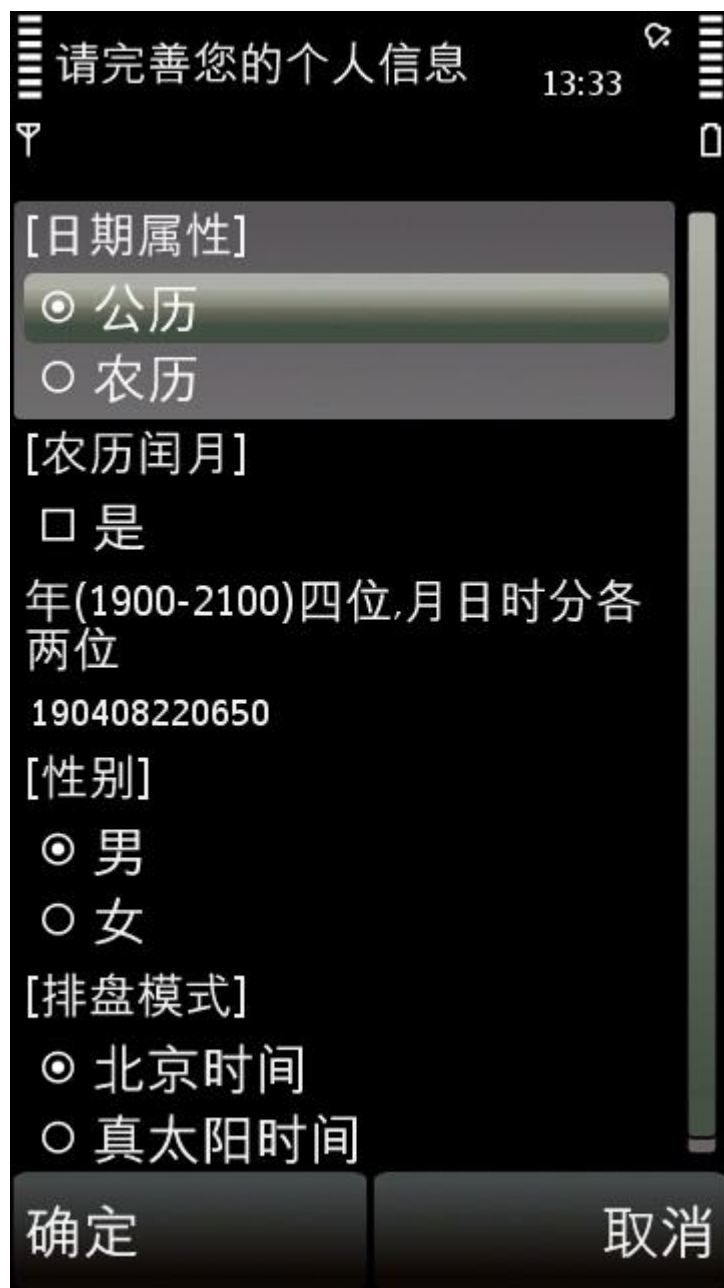 请完善您的个人信息
13:33
[日期属性]
公历
农历
[农历闰月]
是
年(1900-2100)四位,月日时分各
两位
190408220650
[性别]
男
女
[排盘模式]
北京时间
真太阳时间
确定
取消